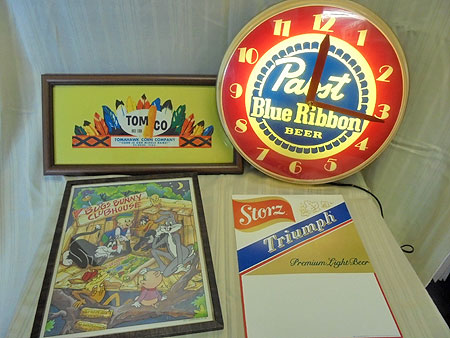 12
1
2
3
4
5
6
7
8
9
10
11
Pabst
Blue Ribbon
BEER
TOM CO
TOMAHAWK CORN COMPANY
BUGS BUNNY
CLUBHOUSE
Storz
Triumph
Premium Light Beer